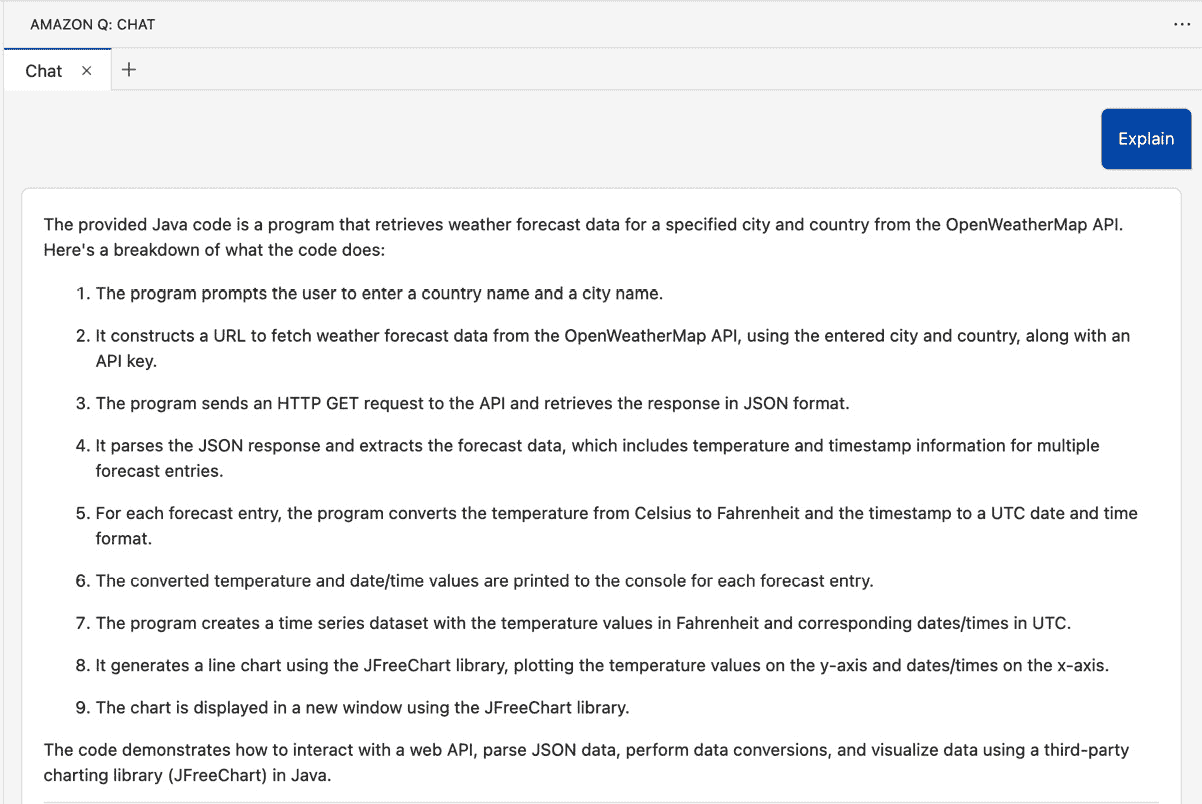 AMAZON Q: CHAT
Chat
Explain
The provided Java code is a program that retrieves weather forecast data for a specified city and country from the OpenWeatherMap API.
Here's a breakdown of what the code does:
1. The program prompts the user to enter a country name and a city name.
2. It constructs a URL to fetch weather forecast data from the OpenWeatherMap API, using the entered city and country, along with an
API key.
3. The program sends an HTTP GET request to the API and retrieves the response in JSON format.
4. It parses the JSON response and extracts the forecast data, which includes temperature and timestamp information for multiple
forecast entries.
5. For each forecast entry, the program converts the temperature from Celsius to Fahrenheit and the timestamp to a UTC date and time
format.
6. The converted temperature and date/time values are printed to the console for each forecast entry.
7. The program creates a time series dataset with the temperature values in Fahrenheit and corresponding dates/times in UTC.
8. It generates a line chart using the JFreeChart library, plotting the temperature values on the y-axis and dates/times on the x-axis.
9. The chart is displayed in a new window using the JFreeChart library.
The code demonstrates how to interact with a web API, parse JSON data, perform data conversions, and visualize data using a third-party
charting library (JFreeChart) in Java.